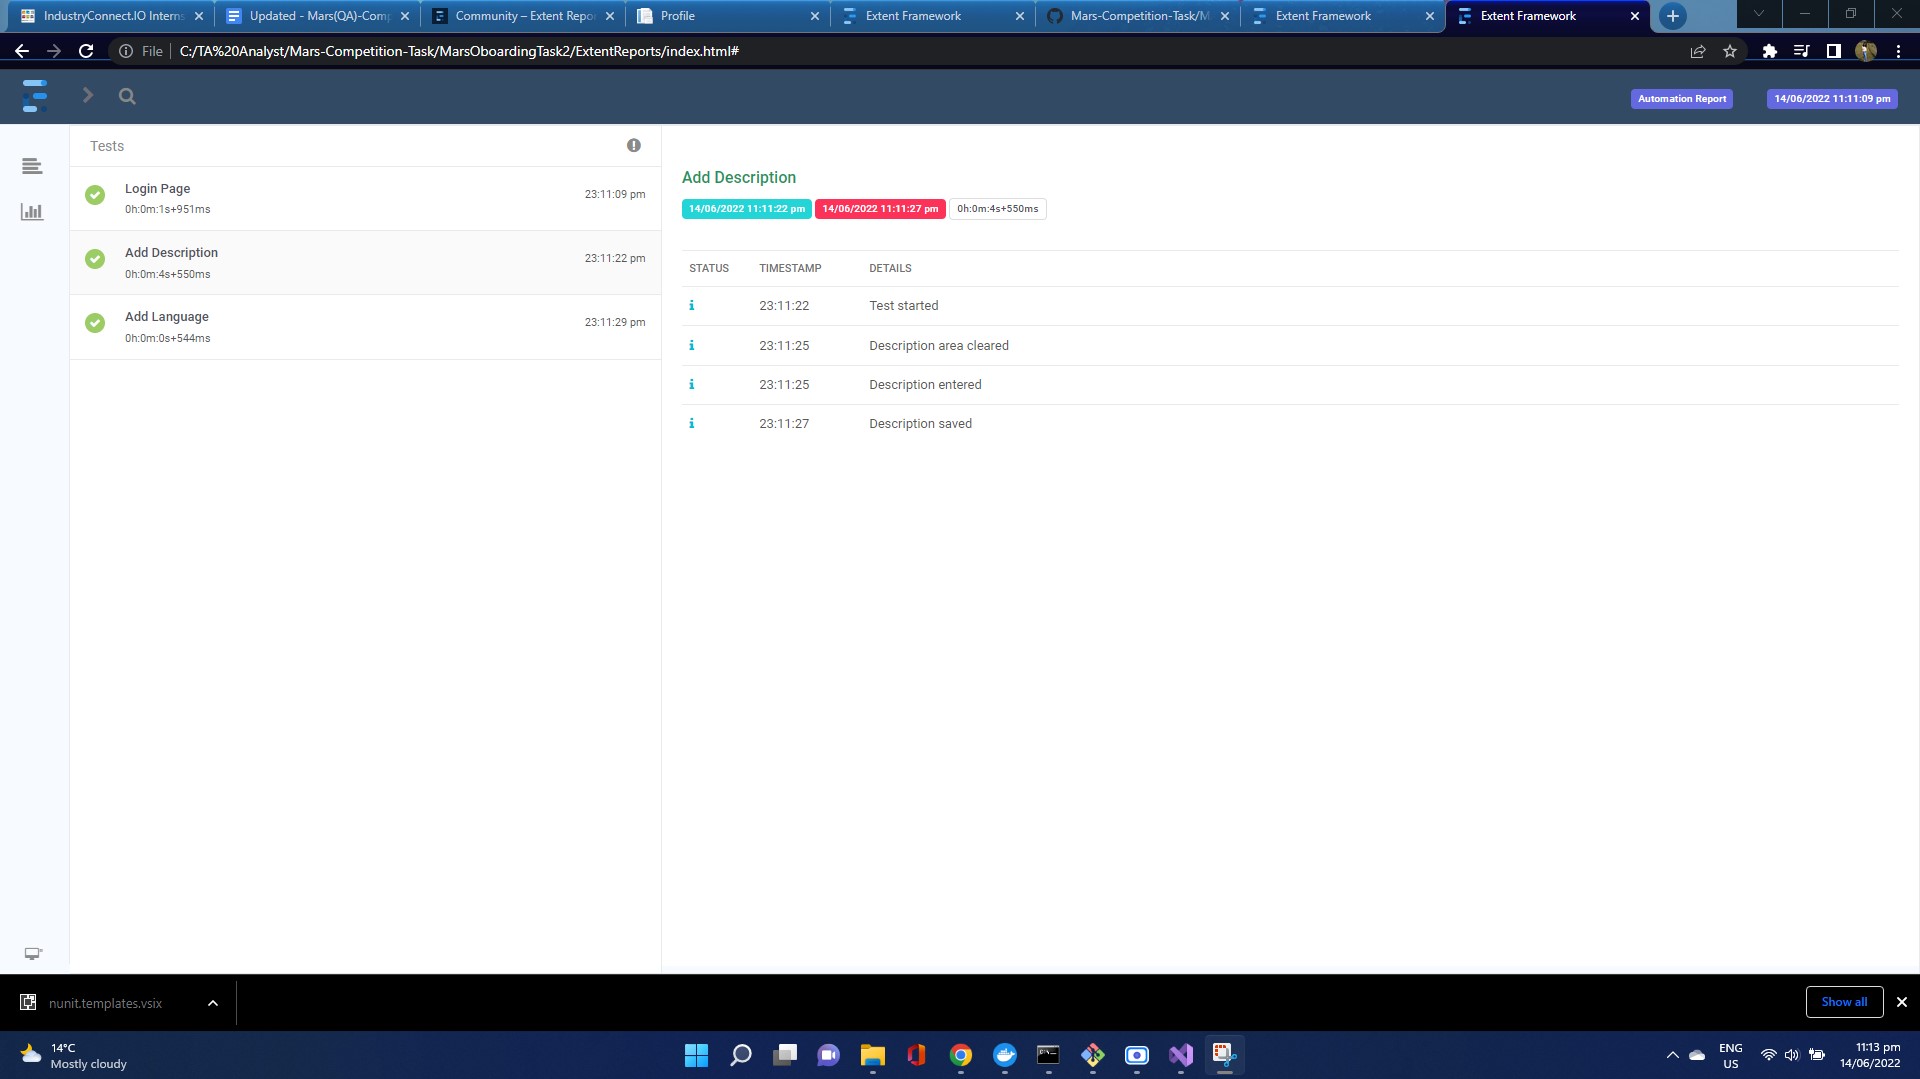 IndustryConnect.IO Interns
Updated - Mars(QA)-Comp
Community – Extent Repo
Profile
Extent Framework
Mars-Competition-Task/M
Extent Framework
Extent Framework
File
C:/TA%20Analyst/Mars-Competition-Task/MarsOboardingTask2/ExtentReports/index.html#
Automation Report
14/06/2022 11:11:09 pm
Tests
Login Page
23:11:09 pm
0h:0m:1s+951ms
Add Description
23:11:22 pm
0h:0m:4s+550ms
Add Language
23:11:29 pm
0h:0m:0s+544ms
Add Description
14/06/2022 11:11:22 pm
14/06/2022 11:11:27 pm
0h:0m:4s+550ms
STATUS TIMESTAMP DETAILS
23:11:22 Test started
23:11:25 Description area cleared
23:11:25 Description entered
23:11:27 Description saved
nunit.templates.vsix
Show all
14°C
Mostly cloudy
ENG
US
11:13 pm
14/06/2022